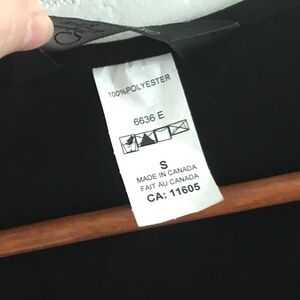 100%POLYESTER
6636 E
S
MADE IN CANADA
FAIT AU CANADA
CA: 11605